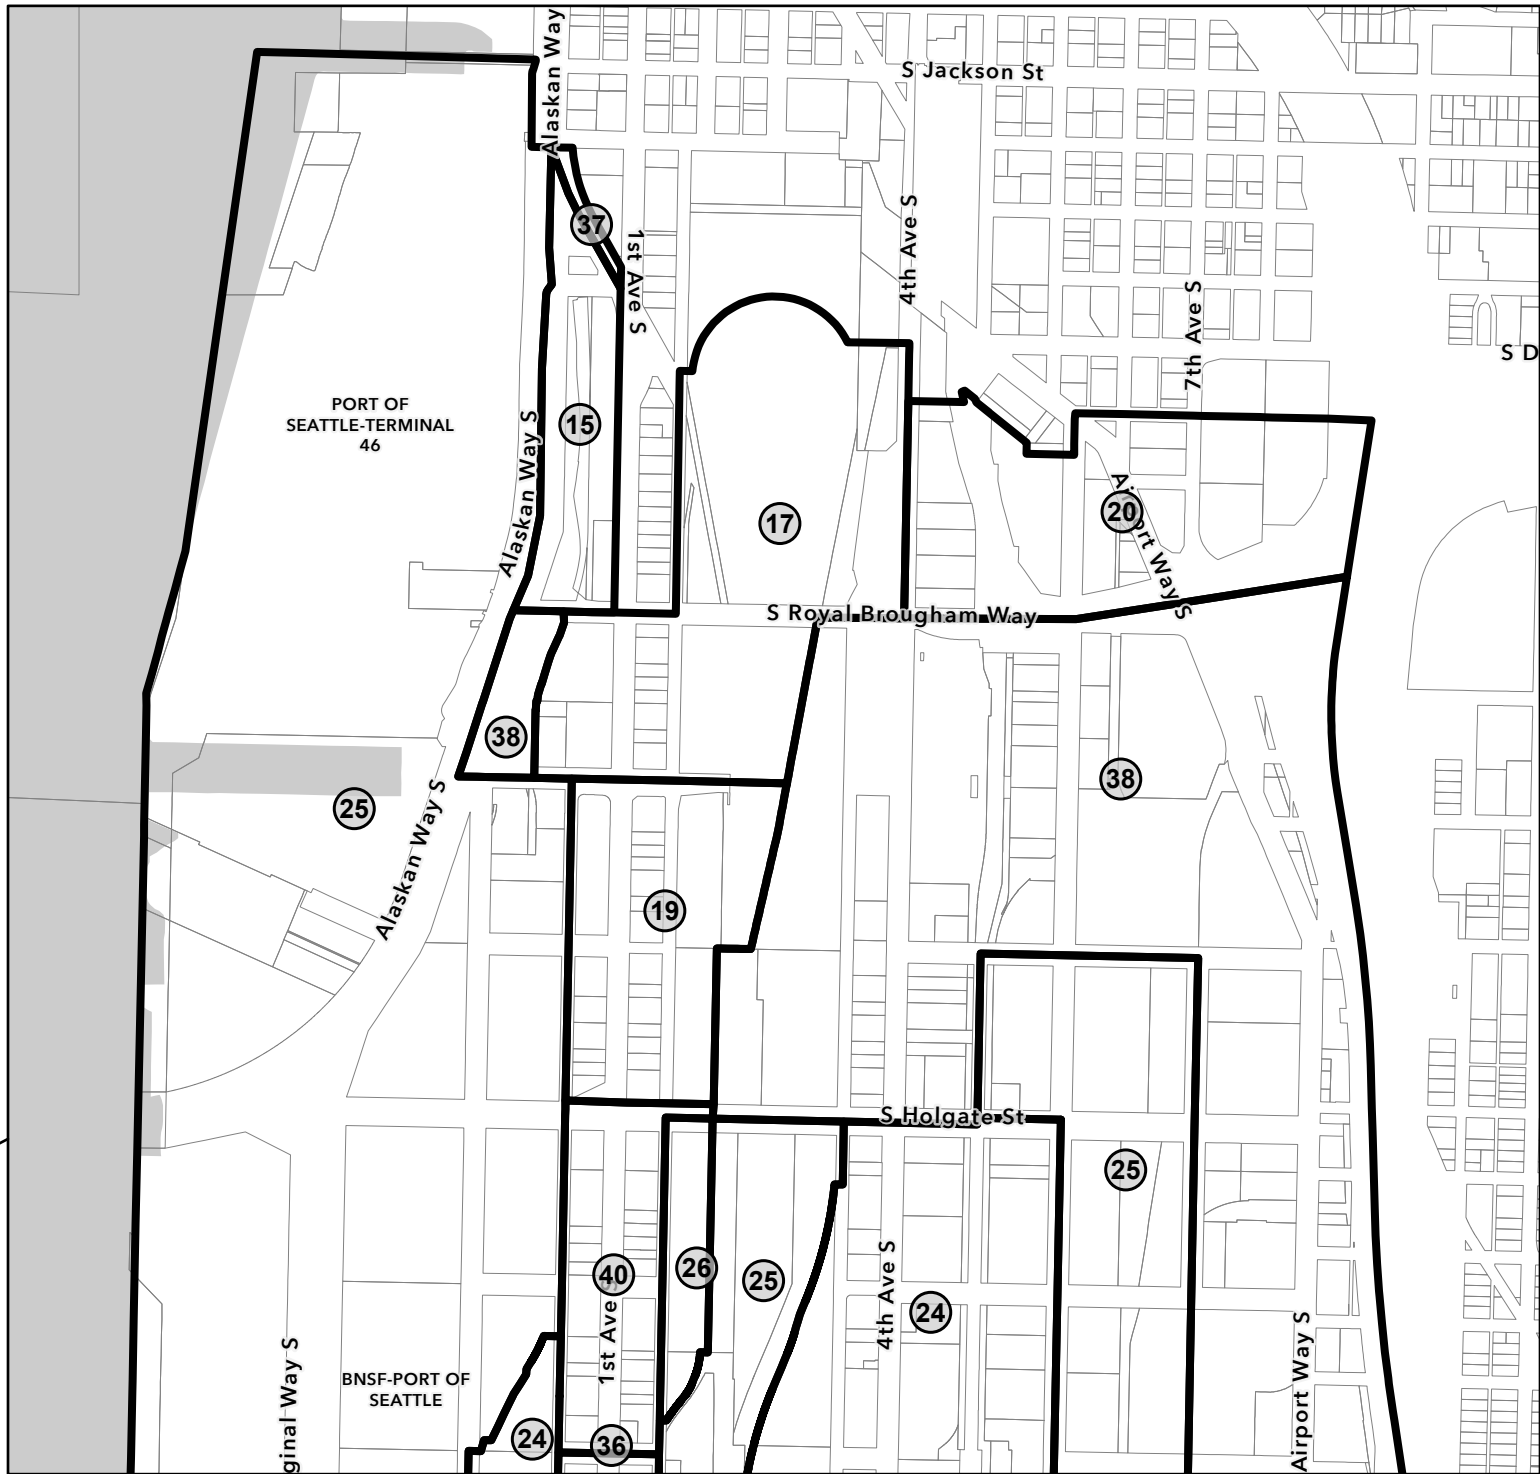 Alaskan Way
S Jackson St
37
1st Ave S
4th Ave S
7th Ave S
S D
PORT OF
SEATTLE-TERMINAL
46
15
Alaskan Way S
17
20
Airport Way S
S Royal Brougham Way
38
38
25
Alaskan Way S
19
S Holgate St
25
40
26
25
4th Ave S
24
1st Ave S
BNSF-PORT OF
SEATTLE
ginal Way S
Airport Way S
24
36